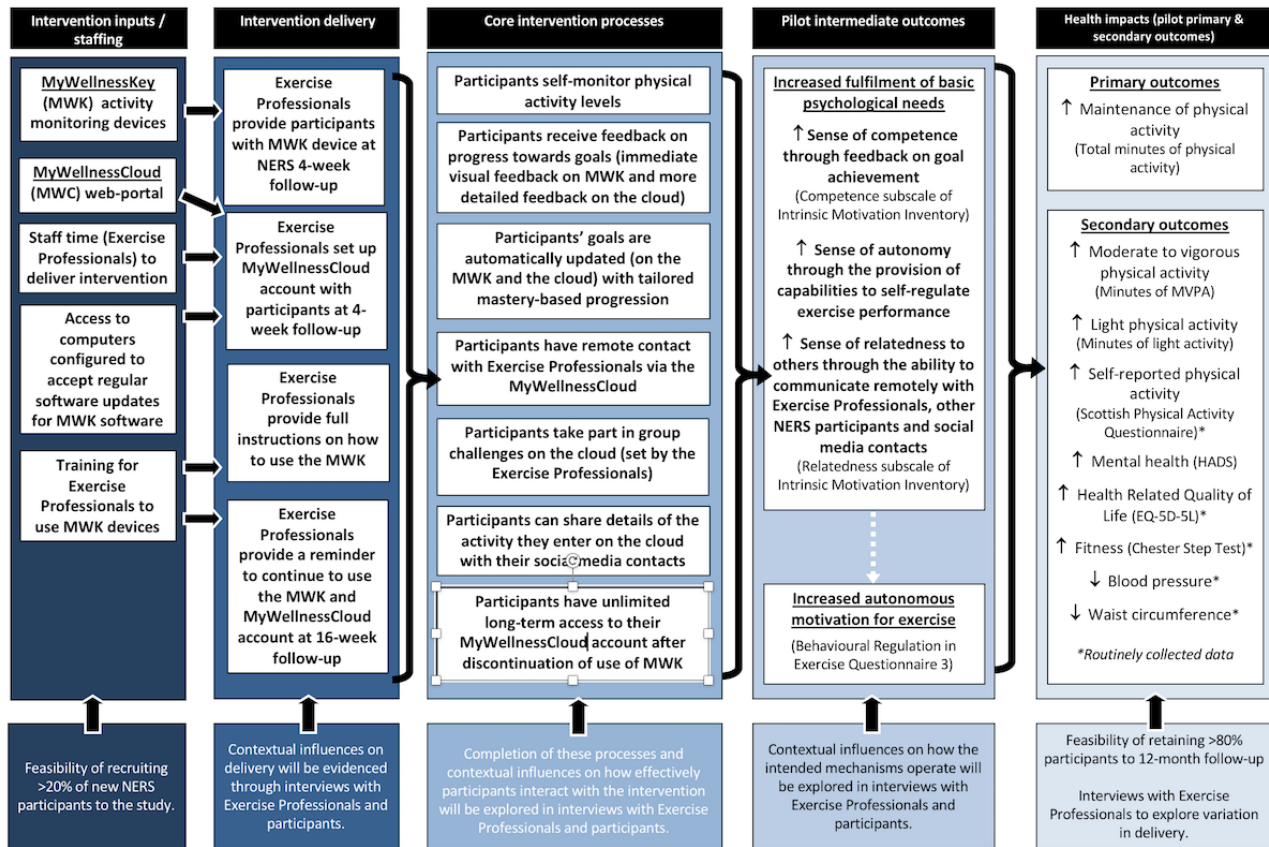 Intervention inputs /
staffing
MyWellnessKey
(MWK) activity
monitoring devices
MyWellnessCloud
(MWC) web-portal
Staff time (Exercise
Professionals) to
deliver intervention
Access to
computers
configured to
accept regular
software updates
for MWK software
Training for
Exercise
Professionals to
use MWK devices
Feasibility of recruiting
>20% of new NERS
participants to the study.
Intervention delivery
Exercise
Professionals
provide participants
with MWK device at
NERS 4-week
follow-up
Exercise
Professionals set up
MyWellnessCloud
account with
participants at 4-
week follow-up
Exercise
Professionals
provide full
instructions on how
to use the MWK
Exercise
Professionals
provide a reminder
to continue to use
the MWK and
MyWellnessCloud
account at 16-week
follow-up
Contextual influences on
delivery will be evidenced
through interviews with
Exercise Professionals and
participants.
Core intervention processes
Participants self-monitor physical
activity levels
Participants receive feedback on
progress towards goals (immediate
visual feedback on MWK and more
detailed feedback on the cloud)
Participants’ goals are
automatically updated (on the
MWK and the cloud) with tailored
mastery-based progression
Participants have remote
contact with Exercise Professionals via the
MyWellnessCloud
Participants take part in group
challenges on the cloud (set by
the Exercise Professionals)
Participants can share details of the
activity they enter on the cloud
with their social media contacts
Participants have unlimited
long-term access to their
MyWellnessCloud account after
discontinuation of use of MWK
Completion of these processes and
contextual influences on how effectively
participants interact with the intervention
will be explored in interviews with Exercise
Professionals and participants.
Pilot intermediate outcomes
Increased fulfilment of basic
psychological needs
↑ Sense of competence
through feedback on goal
achievement
(Competence subscale of
Intrinsic Motivation Inventory)
↑ Sense of autonomy
through the provision of
capabilities to self-regulate
exercise performance
↑ Sense of relatedness to
others through the ability to
communicate remotely with
Exercise Professionals, other
NERS participants and social
media contacts
(Relatedness subscale of
Intrinsic Motivation Inventory)
Increased autonomous
motivation for exercise
(Behavioural Regulation in
Exercise Questionnaire 3)
Contextual influences on how the
intended mechanisms operate will
be explored in interviews with
Exercise Professionals and
participants.
Health impacts (pilot primary &
secondary outcomes)
Primary outcomes
↑ Maintenance of physical
activity
(Total minutes of physical
activity)
Secondary outcomes
↑ Moderate to vigorous
physical activity
(Minutes of MVPA)
↑ Light physical activity
(Minutes of light activity)
↑ Self-reported physical
activity
(Scottish Physical Activity
Questionnaire)*
↑ Mental health (HADS)
↑ Health Related Quality of
Life (EQ-5D-5L)*
↑ Fitness (Chester Step Test)*
↓ Blood pressure*
↓ Waist circumference*
*Routinely collected data
Feasibility of retaining >80%
participants to 12-month follow-up
Interviews with Exercise
Professionals to explore variation
in delivery.